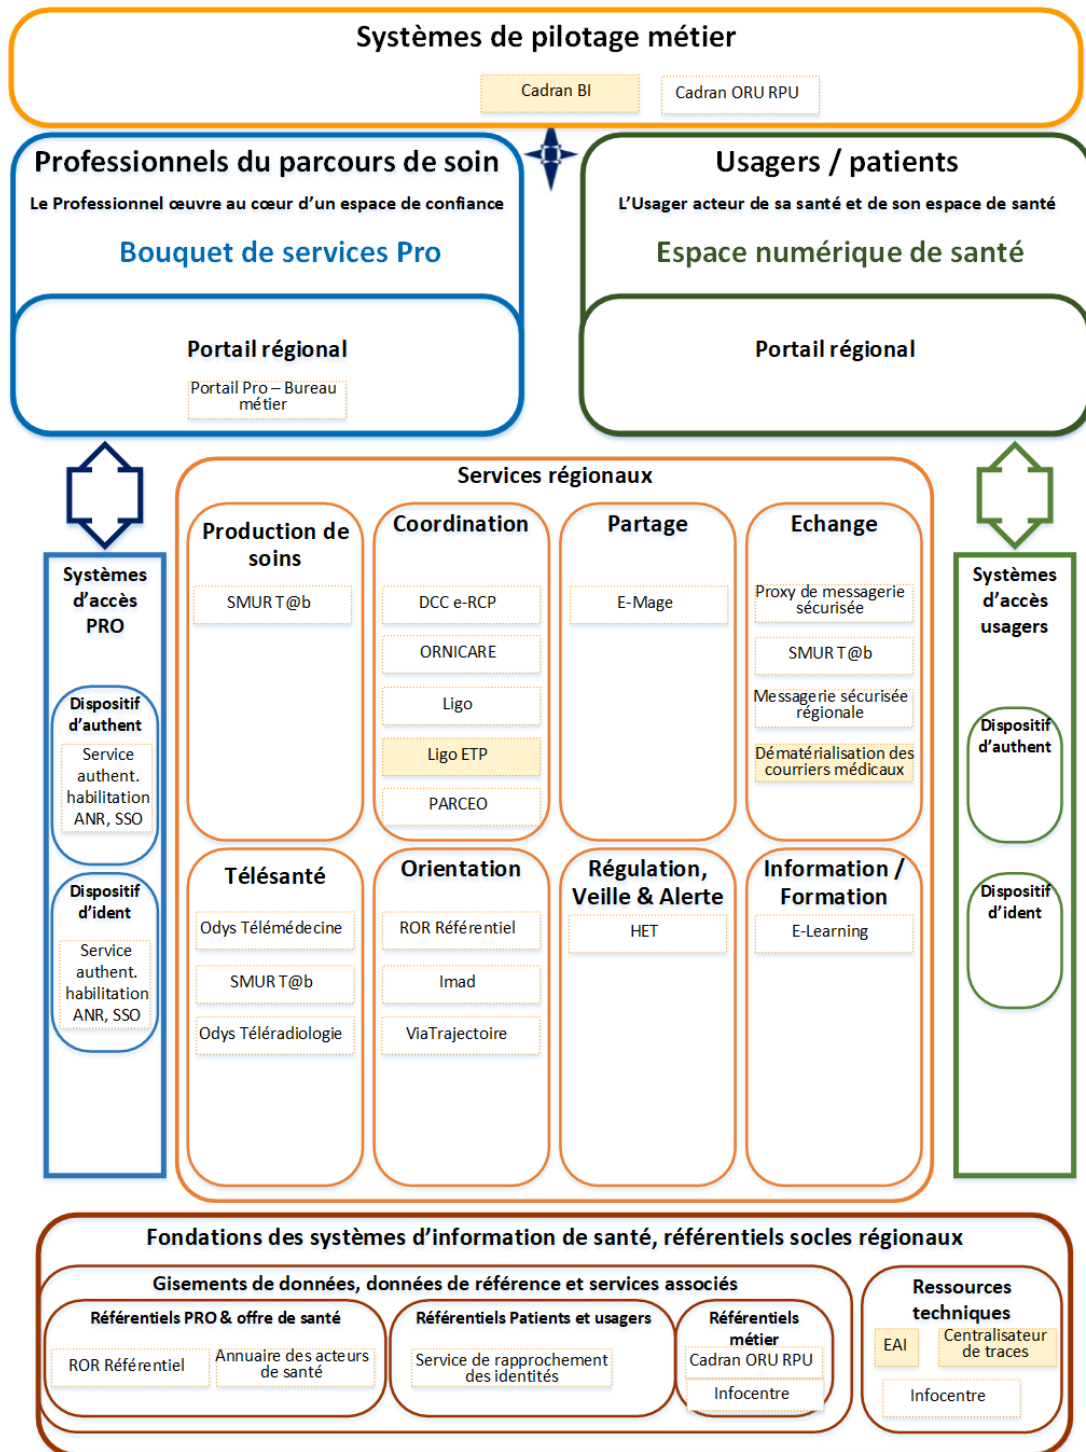 Systèmes de pilotage métier
Cadran BI
Cadran ORU RPU
Professionnels du parcours de soin
Le Professionnel œuvre au cœur d’un espace de confiance
Bouquet de services Pro
Portail régional
Portail Pro – Bureau
métier
Usagers / patients
L’Usager acteur de sa santé et de son espace de santé
Espace numérique de santé
Portail régional
Systèmes
d’accès
PRO
Dispositif
d’authent
Service
authent.
habilitation
ANR, SSO
Dispositif
d’ident
Service
authent.
habilitation
ANR, SSO
Services régionaux
Production de
soins
SMUR T@b
Coordination
DCC e-RCP
ORNICARE
Ligo
Ligo ETP
PARCEO
Partage
E-Mage
Echange
Proxy de messagerie
sécurisée
SMUR T@b
Messagerie sécurisée
régionale
Dématérialisation des
courriers médicaux
Télésanté
Odys Télémédecine
SMUR T@b
Odys Téléradiologie
Orientation
ROR Référentiel
Imad
ViaTrajectoire
Régulation,
Veille & Alerte
HET
Information /
Formation
E-Learning
Systèmes
d’accès
usagers
Dispositif
d’authent
Dispositif
d’ident
Fondations des systèmes d’information de santé, référentiels socles régionaux
Gisements de données, données de référence et services associés
Référentiels PRO & offre de santé
ROR Référentiel
Annuaire des acteurs
de santé
Référentiels Patients et usagers
Service de rapprochement
des identités
Référentiels
métier
Cadran ORU RPU
Infocentre
Ressources
techniques
EAI
Centralisateur
de traces
Infocentre